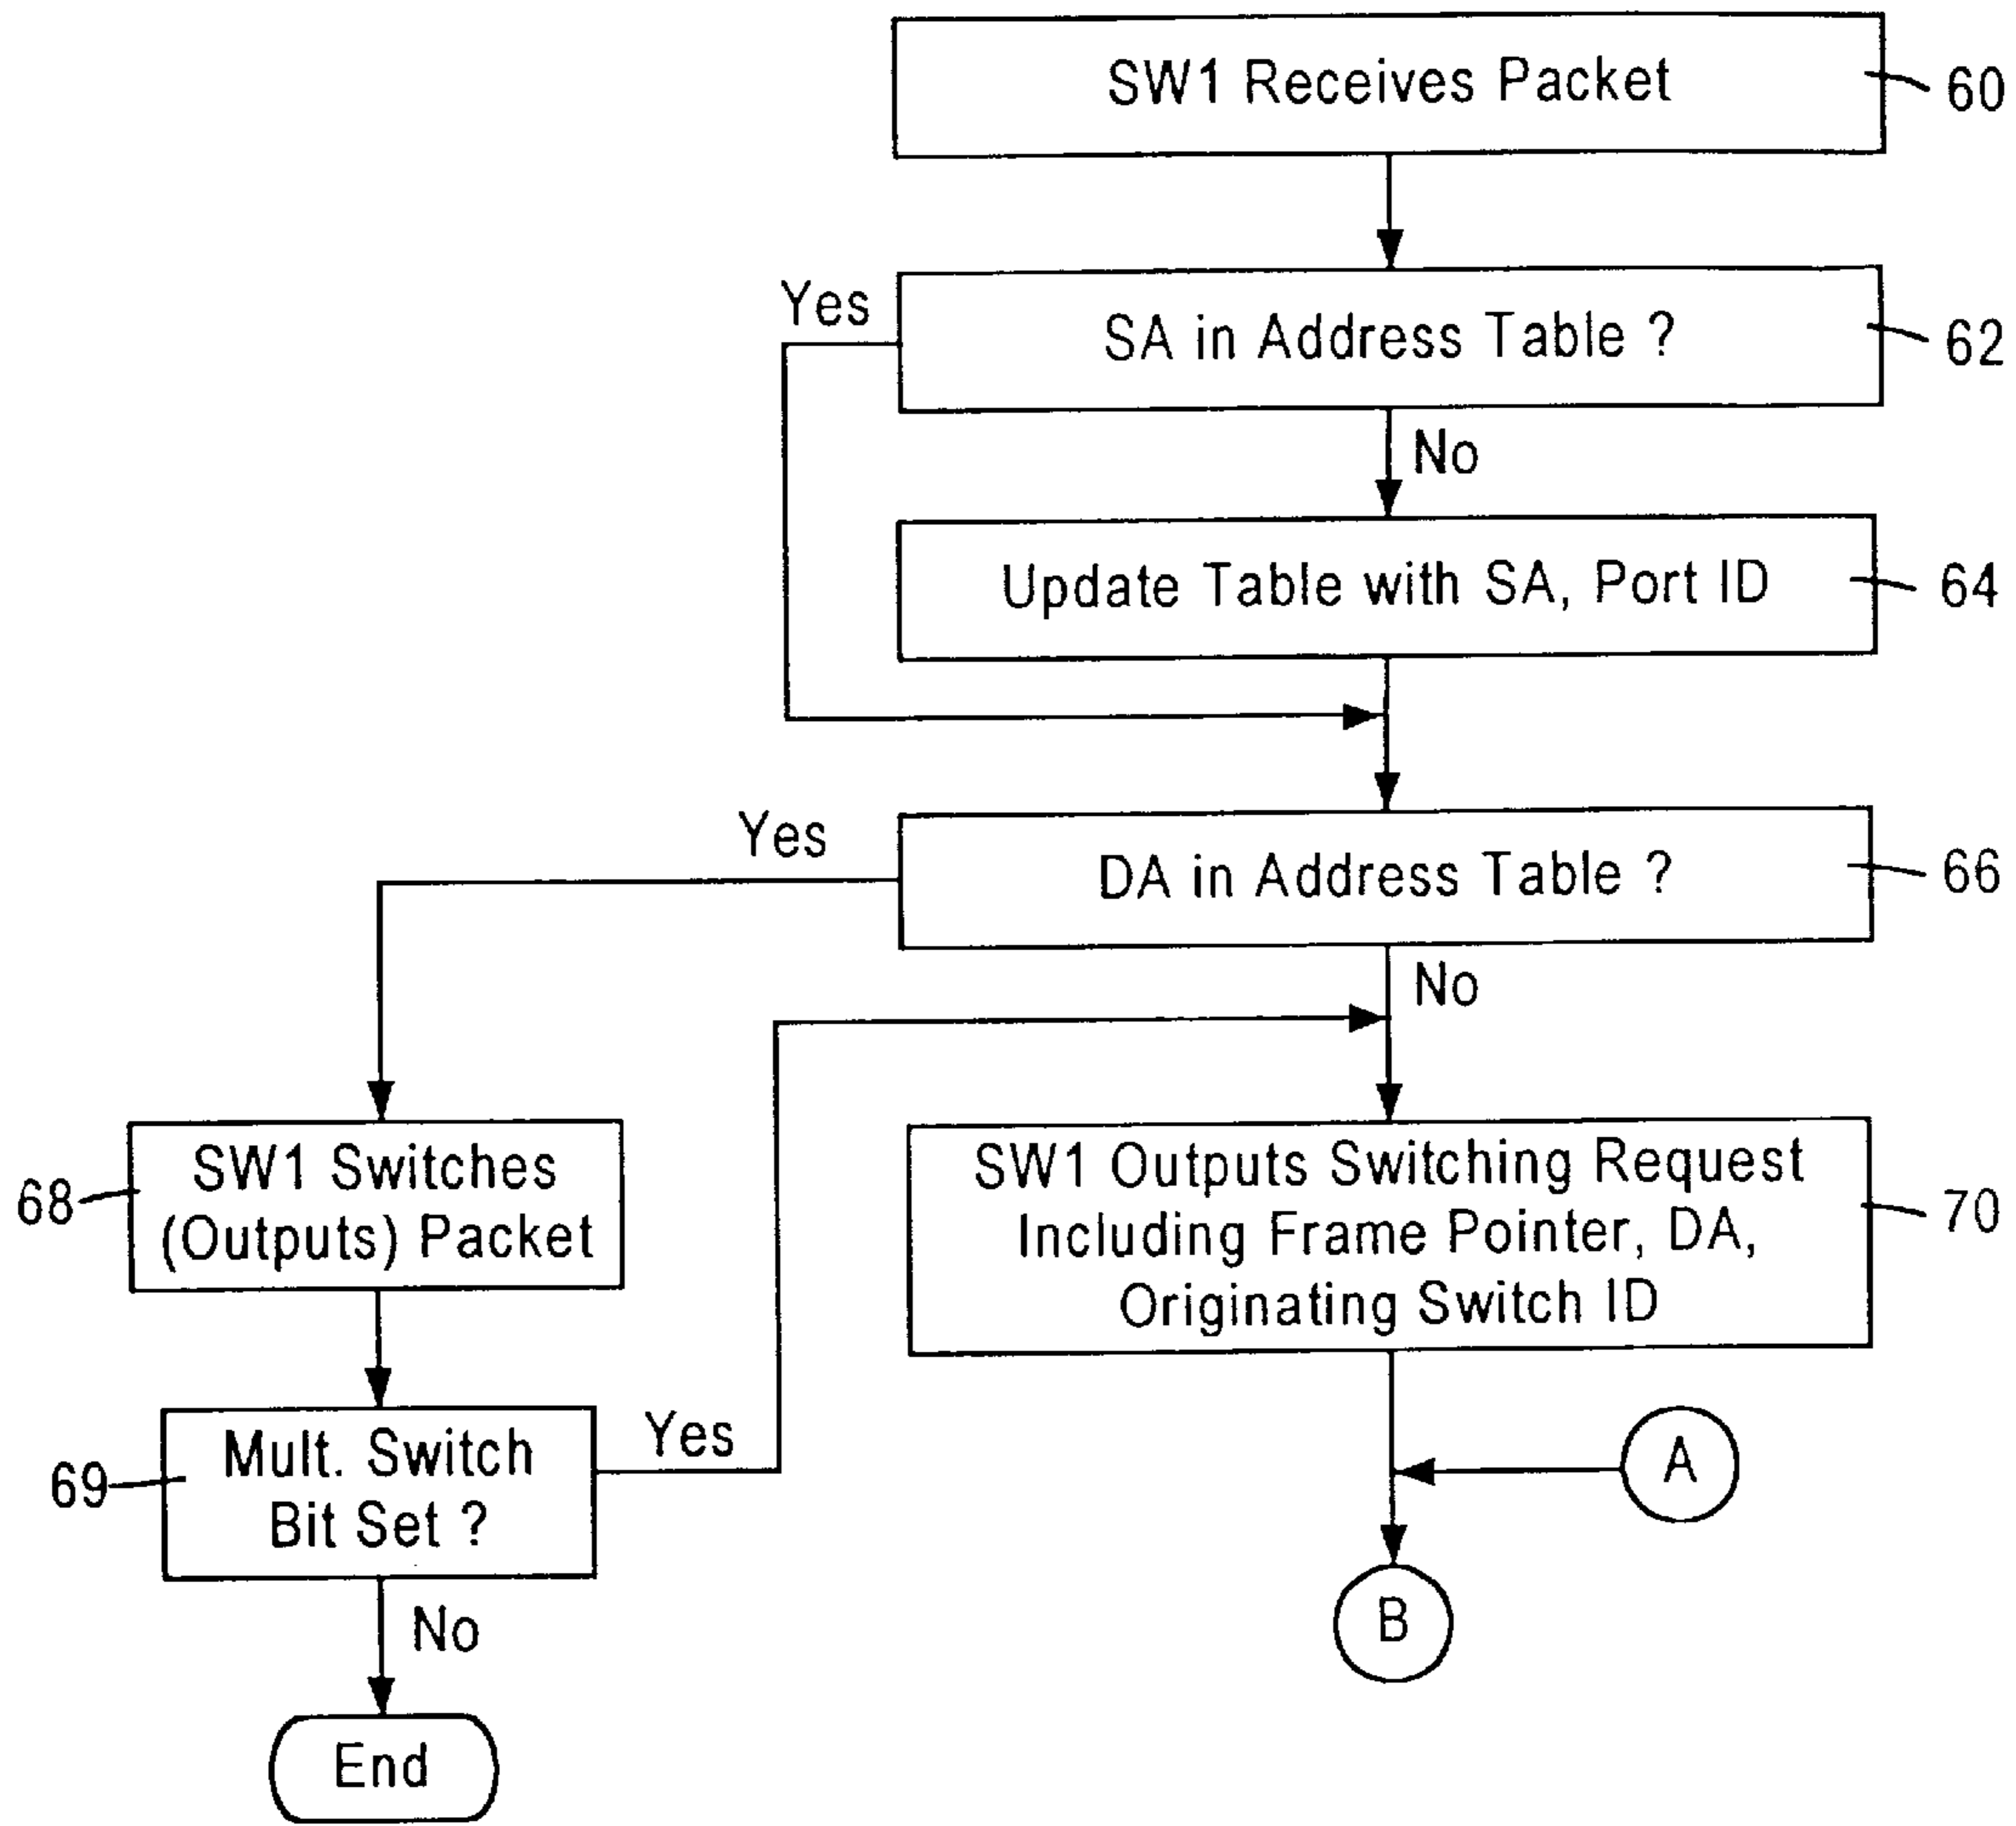 SW1 Receives Packet
60
Yes
SA in Address Table ?
62
No
Update Table with SA, Port ID
64
Yes
DA in Address Table ?
66
No
SW1 Switches
(Outputs) Packet
68
SW1 Outputs Switching Request
Including Frame Pointer, DA,
Originating Switch ID
70
Mult. Switch
Bit Set ?
69
Yes
A
No
B
End